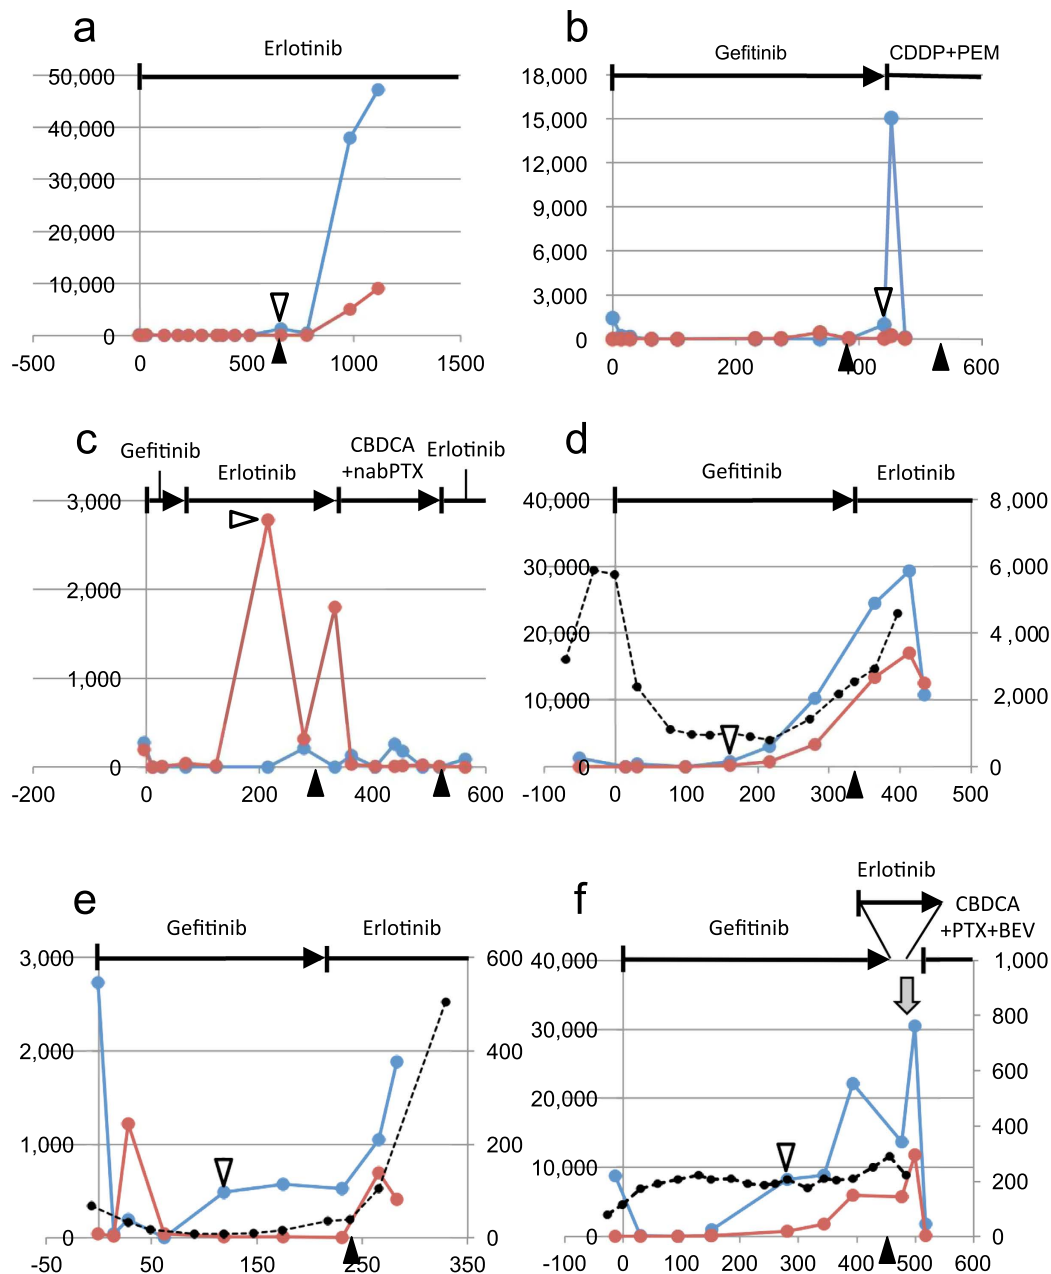 a
Erlotinib
50,000
40,000
30,000
20,000
10,000
0
-500 0 500 1000 1500
b
Gefitinib CDDP+PEM
18,000
15,000
12,000
9,000
6,000
3,000
0
0 200 400 600
c
Gefitinib
Erlotinib
CBDCA
+nabPTX
Erlotinib
3,000
2,000
1,000
0
-200 0 200 400 600
d
Gefitinib Erlotinib
40,000 8,000
30,000 6,000
20,000 4,000
10,000 2,000
0 0
-100 0 100 200 300 400 500
e
Gefitinib Erlotinib
3,000 600
2,000 400
1,000 200
0 0
-50 50 150 250 350
f
Erlotinib
Gefitinib
CBDCA
+PTX+BEV
40,000 1,000
800
30,000
600
20,000
400
10,000 200
0 0
-100 0 100 200 300 400 500 600